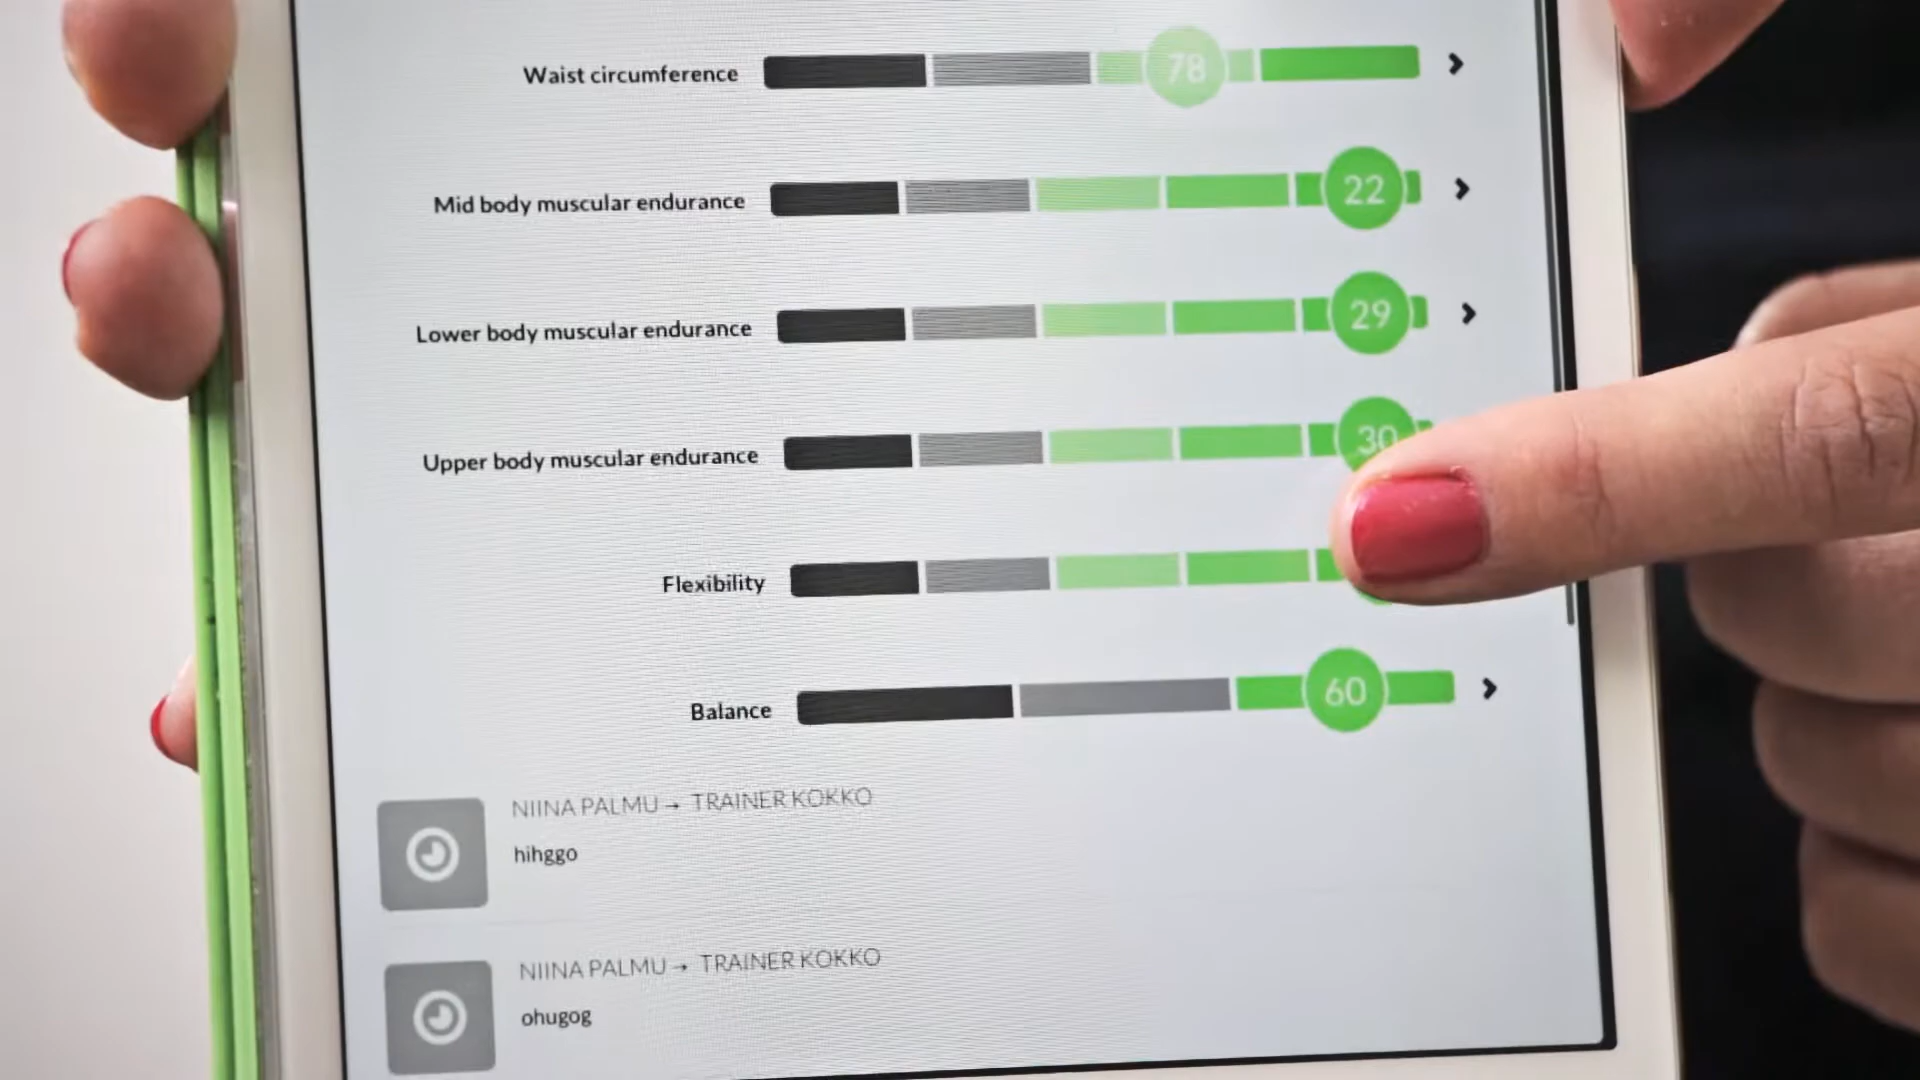 Waist circumference 78
Mid body muscular endurance 22
Lower body muscular endurance 29
Upper body muscular endurance 30
Flexibility
Balance 60
NIINA PALMU → TRAINER KOKKO
hihggo
NIINA PALMU → TRAINER KOKKO
ohugog